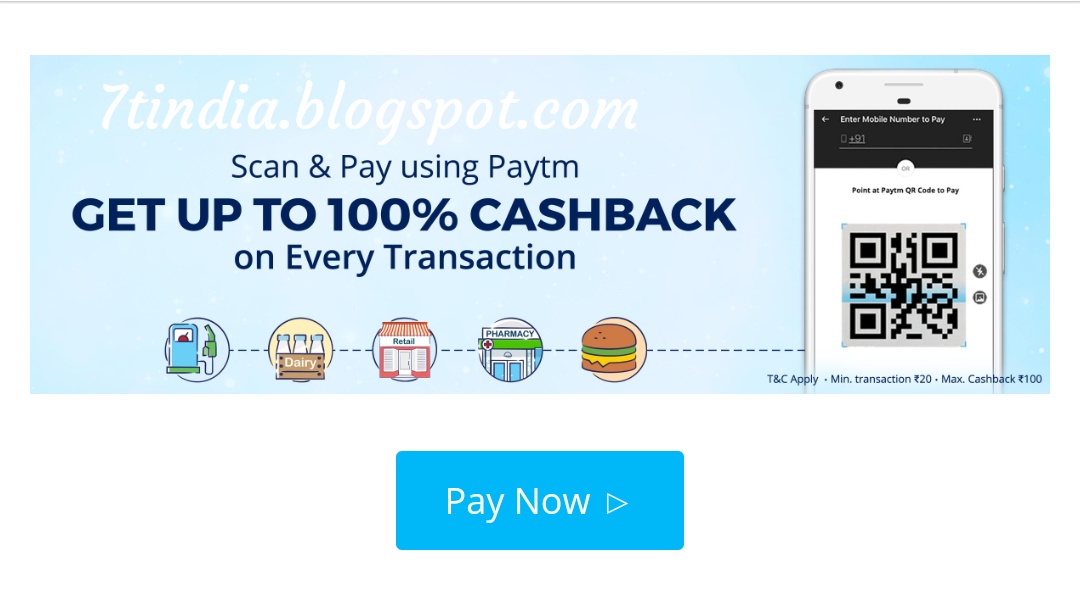 7tindia.blogspot.com
Scan & Pay using Paytm
GET UP TO 100% CASHBACK
on Every Transaction
Dairy
Retail
PHARMACY
Enter Mobile Number to Pay
+91
OR
Point at Paytm QR Code to Pay
T&C Apply • Min. transaction ₹20 • Max. Cashback ₹100
Pay Now ▷